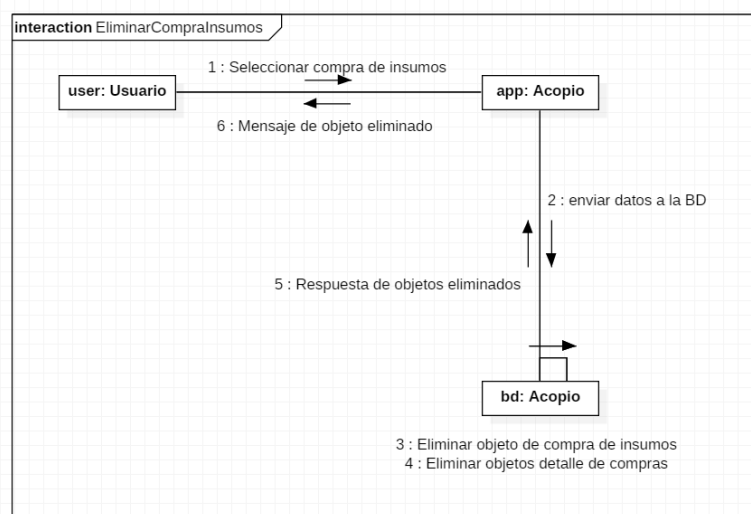 interaction EliminarCompraInsumos
1 : Seleccionar compra de insumos
user: Usuario
app: Acopio
6 : Mensaje de objeto eliminado
2 : enviar datos a la BD
5 : Respuesta de objetos eliminados
bd: Acopio
3 : Eliminar objeto de compra de insumos
4 : Eliminar objetos detalle de compras